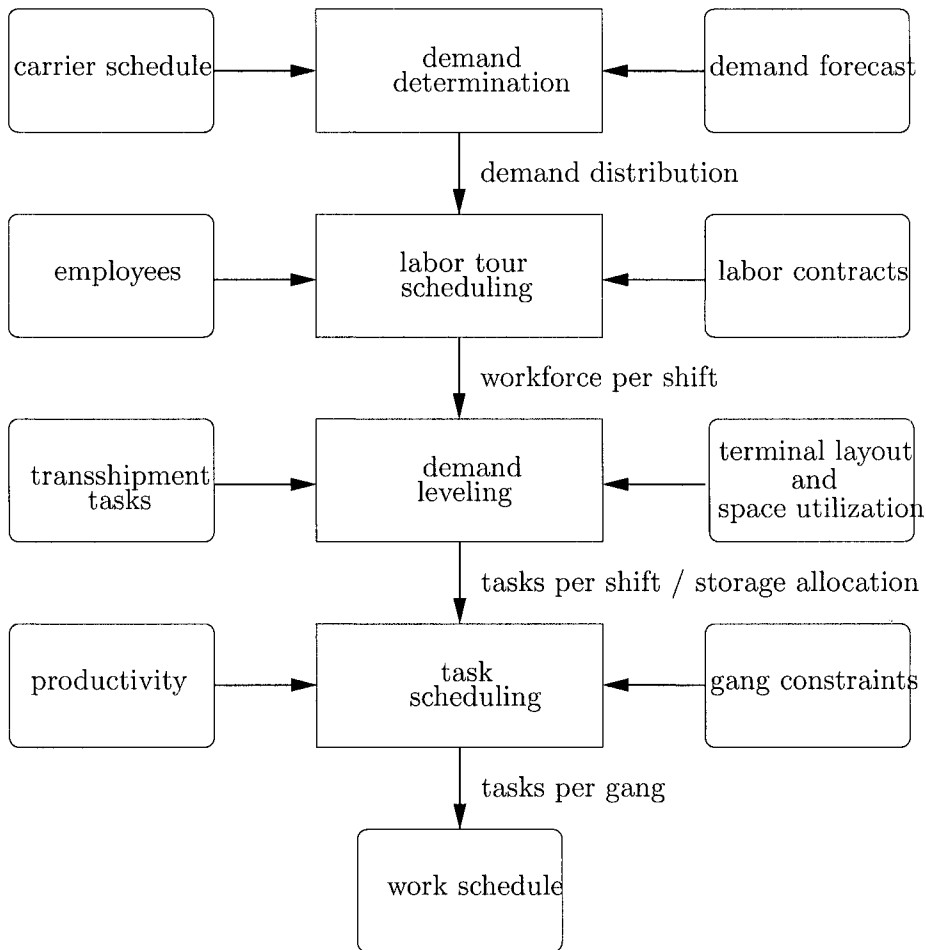 carrier schedule
demand
determination
demand forecast
demand distribution
employees
labor tour
scheduling
labor contracts
workforce per shift
transshipment
tasks
demand
leveling
terminal layout
and
space utilization
tasks per shift / storage allocation
productivity
task
scheduling
gang constraints
tasks per gang
work schedule